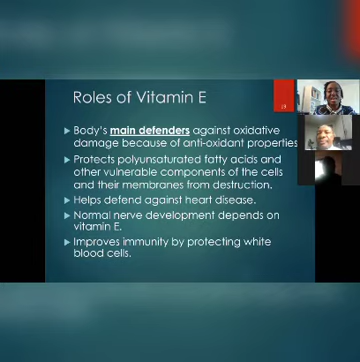 Roles of Vitamin E
Body's main defenders against oxidative
damage because of anti-oxidant properties
Protects polyunsaturated fatty acids and
other vulnerable components of the cells
and their membranes from destruction.
Helps defend against heart disease.
Normal nerve development depends on
vitamin E.
Improves immunity by protecting white
blood cells.